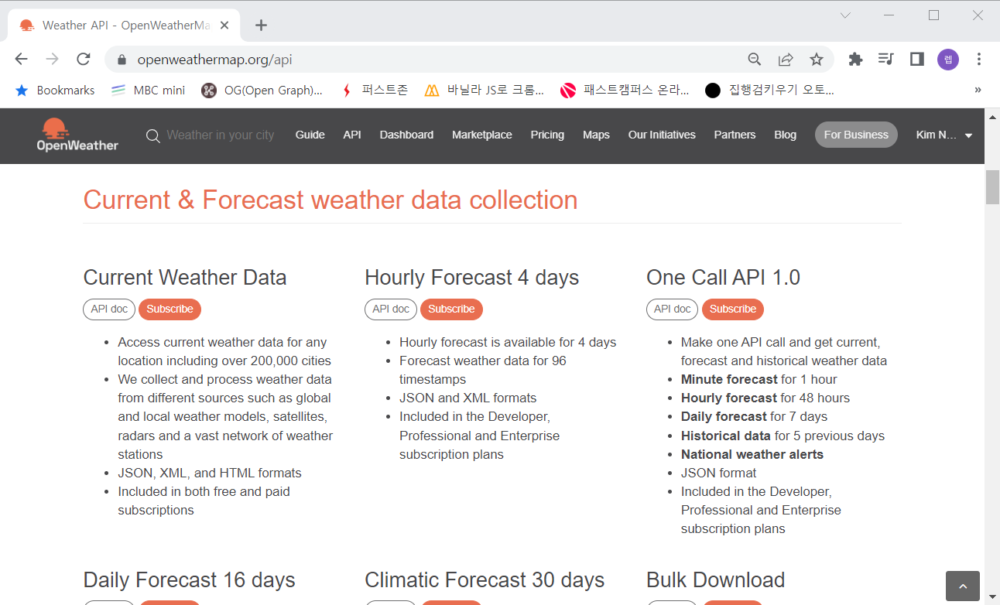 Weather API - OpenWeatherMa
openweathermap.org/api
렙
Bookmarks MBC mini OG(Open Graph)... 퍼스트존 바닐라 JS로 크롬... 패스트캠퍼스 온라... 집행검키우기 오토... »
OpenWeather Weather in your city Guide API Dashboard Marketplace Pricing Maps Our Initiatives Partners Blog For Business Kim N...
Current & Forecast weather data collection
Current Weather Data
API doc Subscribe
• Access current weather data for any
location including over 200,000 cities
• We collect and process weather data
from different sources such as global
and local weather models, satellites,
radars and a vast network of weather
stations
• JSON, XML, and HTML formats
• Included in both free and paid
subscriptions
Hourly Forecast 4 days
API doc Subscribe
• Hourly forecast is available for 4 days
• Forecast weather data for 96
timestamps
• JSON and XML formats
• Included in the Developer,
Professional and Enterprise
subscription plans
One Call API 1.0
API doc Subscribe
• Make one API call and get current,
forecast and historical weather data
• Minute forecast for 1 hour
• Hourly forecast for 48 hours
• Daily forecast for 7 days
• Historical data for 5 previous days
• National weather alerts
• JSON format
• Included in the Developer,
Professional and Enterprise
subscription plans
Daily Forecast 16 days
Climatic Forecast 30 days
Bulk Download